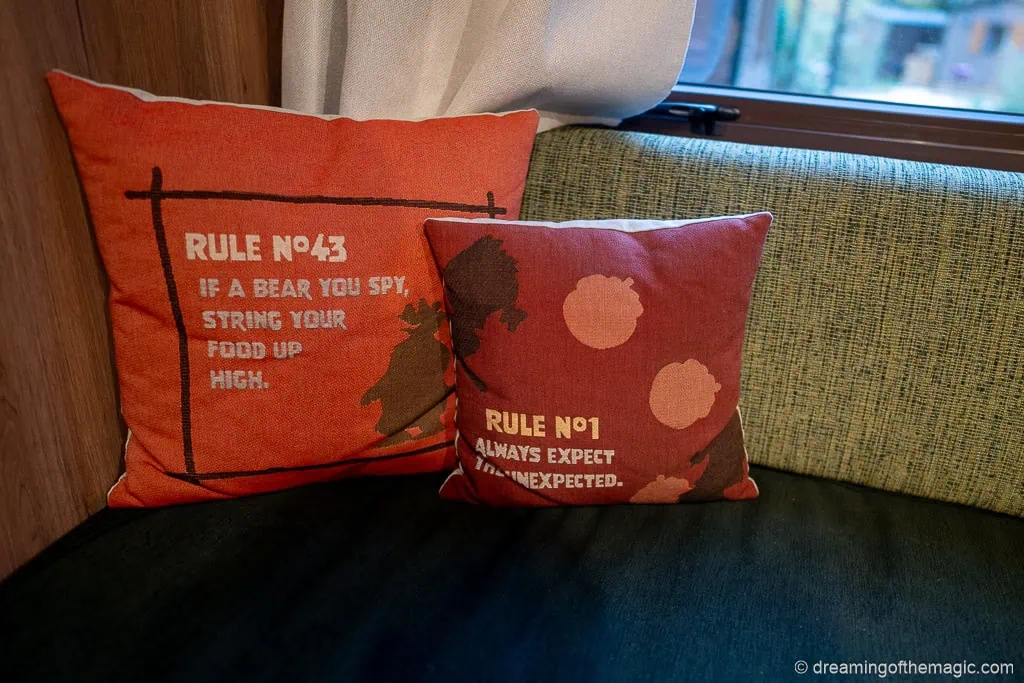 RULE Nº43
IF A BEAR YOU SPY,
STRING YOUR
FOOD UP
HIGH.
RULE Nº1
ALWAYS EXPECT
THE UNEXPECTED.
© dreamingofthemagic.com